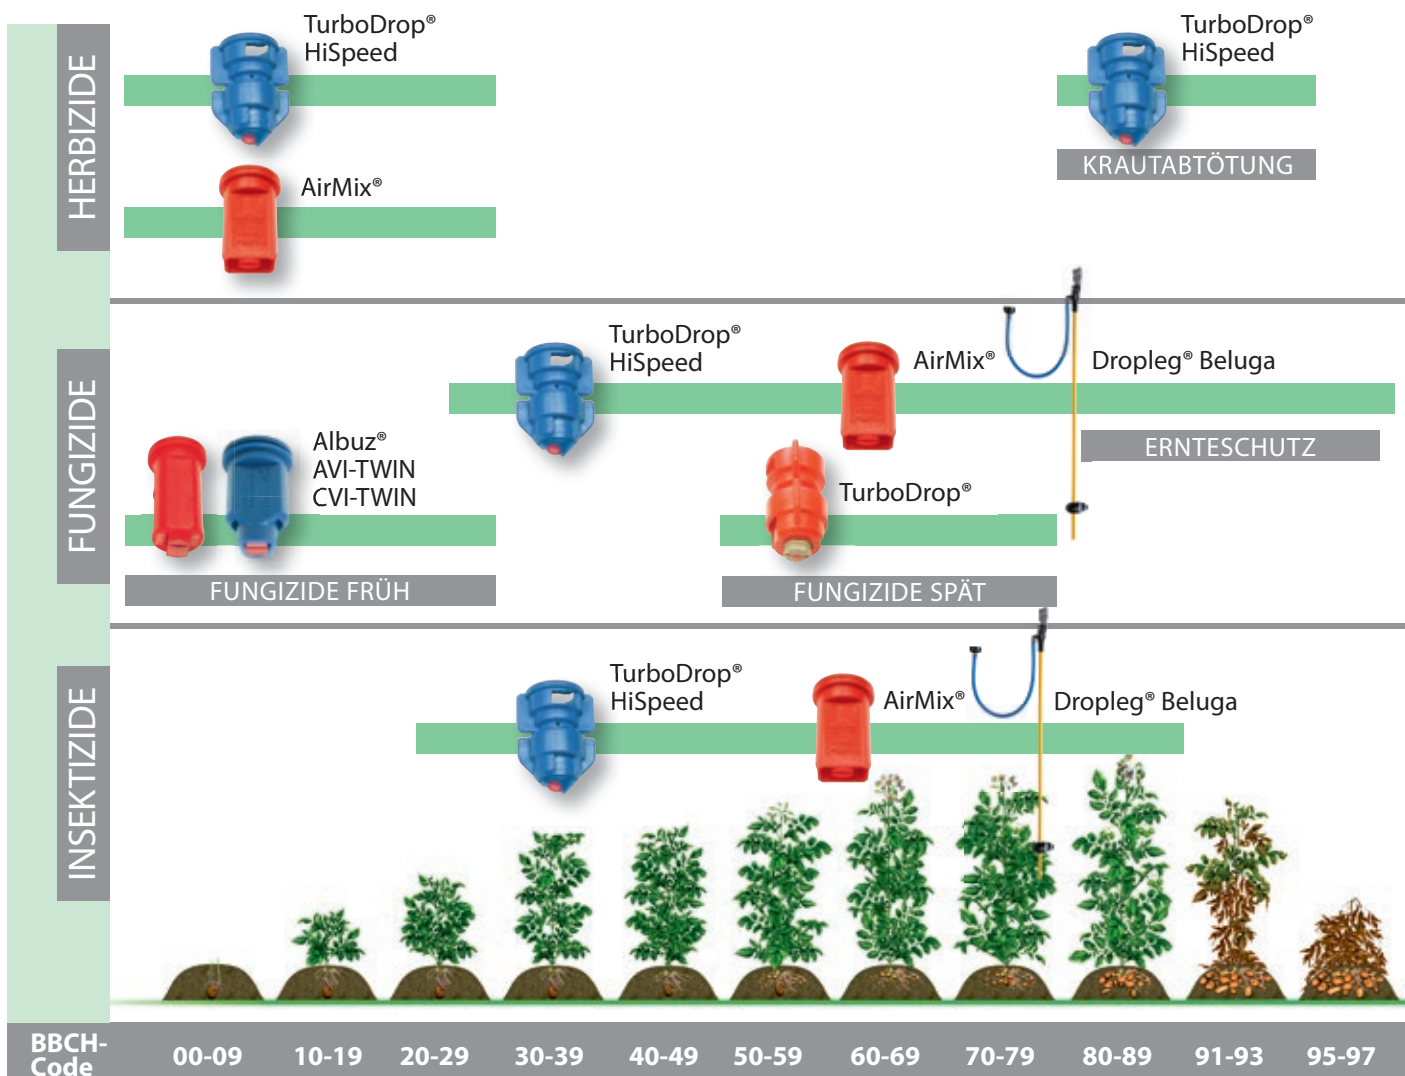 HERBIZIDE
TurboDrop®
HiSpeed
TurboDrop®
HiSpeed
KRAUTABTÖTUNG
AirMix®
FUNGIZIDE
TurboDrop®
HiSpeed
AirMix®
Dropleg® Beluga
ERNTESCHUTZ
Albuz®
AVI-TWIN
CVI-TWIN
TurboDrop®
FUNGIZIDE FRÜH
FUNGIZIDE SPÄT
INSEKTIZIDE
TurboDrop®
HiSpeed
AirMix®
Dropleg® Beluga
BBCH-
Code
00-09 10-19 20-29 30-39 40-49 50-59 60-69 70-79 80-89 91-93 95-97